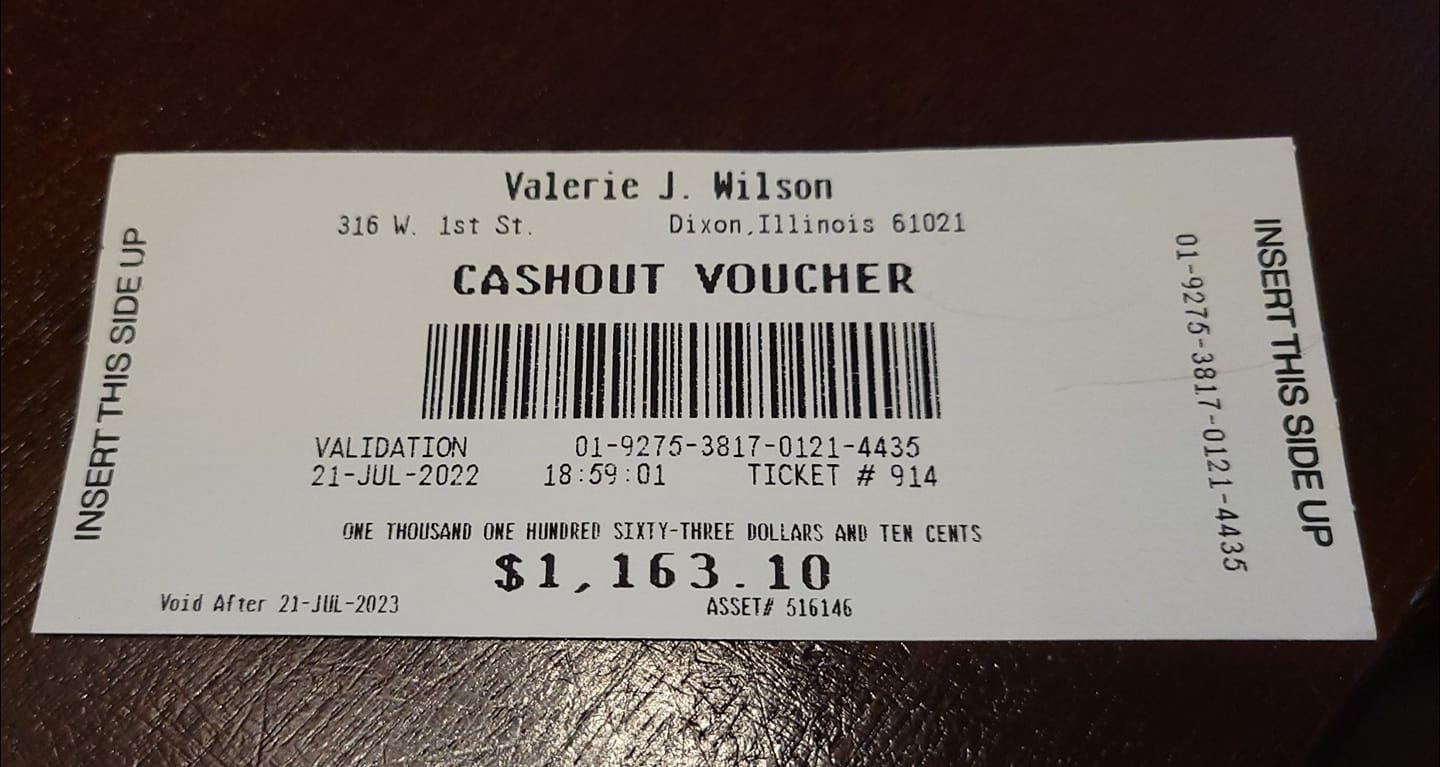 Valerie J. Wilson
316 W. 1st St. Dixon,Illinois 61021
CASHOUT VOUCHER
VALIDATION 01-9275-3817-0121-4435
21-JUL-2022 18:59:01 TICKET # 914
ONE THOUSAND ONE HUNDRED SIXTY-THREE DOLLARS AND TEN CENTS
$1,163.10
Void After 21-JUL-2023 ASSET# 516146
INSERT THIS SIDE UP
01-9275-3817-0121-4435
INSERT THIS SIDE UP